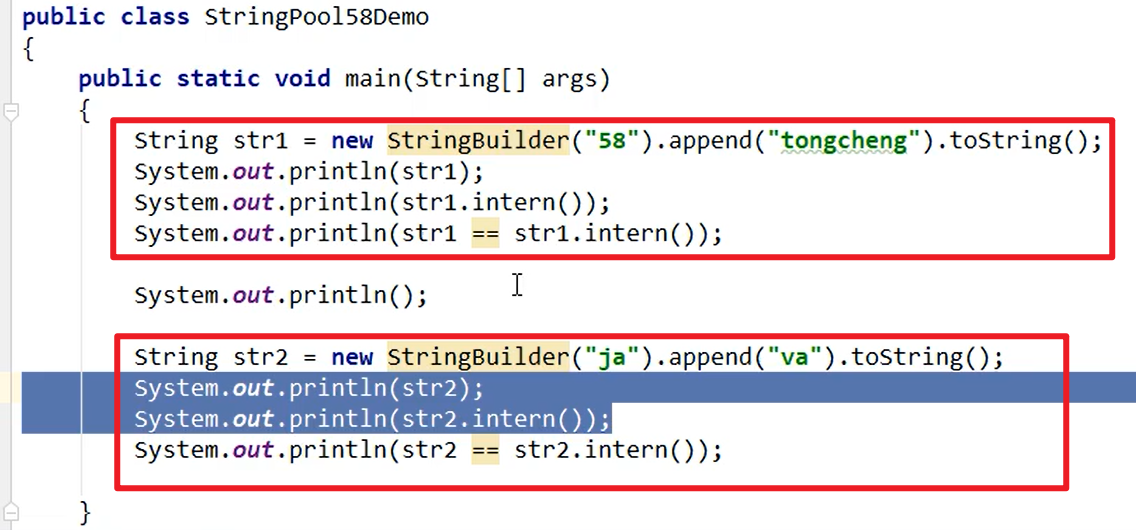 public class StringPool58Demo
{
    public static void main(String[] args)
    {
        String str1 = new StringBuilder("58").append("tongcheng").toString();
        System.out.println(str1);
        System.out.println(str1.intern());
        System.out.println(str1 == str1.intern());

        System.out.println();

        String str2 = new StringBuilder("ja").append("va").toString();
        System.out.println(str2);
        System.out.println(str2.intern());
        System.out.println(str2 == str2.intern());

    }